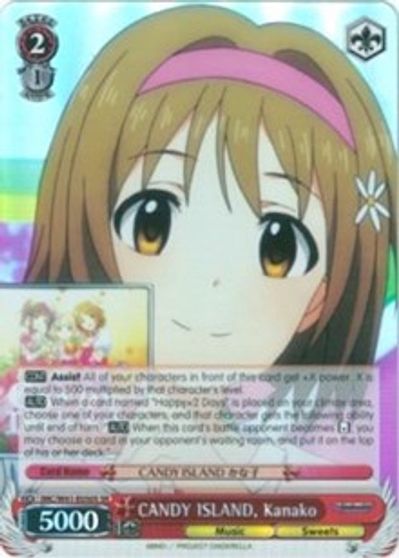 2
1
CONT Assist All of your characters in front of this card get +X power. X is
equal to 500 multiplied by that character's level.
AUTO When a card named "Happy×2 Days" is placed on your climax area,
choose one of your characters, and that character gets the following ability
until end of turn. "AUTO When this card's battle opponent becomes
you may choose a card in your opponent's waiting room, and put it on the top
of his or her deck."
Card Name
CANDY ISLAND かな子
5000
CANDY ISLAND, Kanako
Music
Sweets
PROJECT CINDERELLA